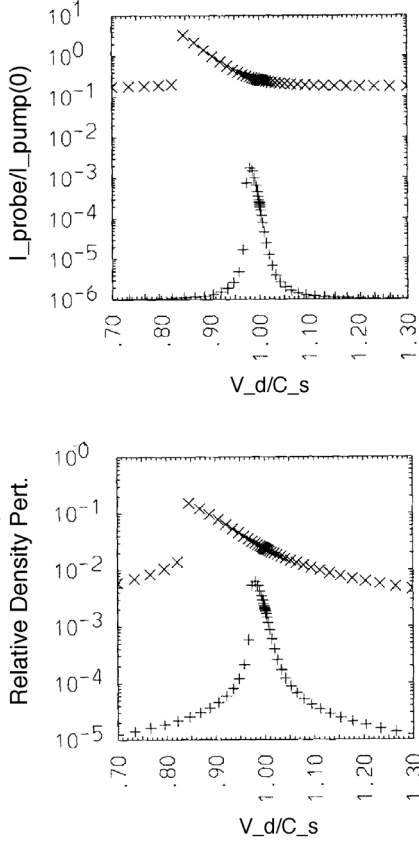 I_probe/I_pump(0)
10^1
10^0
10^-1
10^-2
10^-3
10^-4
10^-5
10^-6
.70 .80 .90 1.00 1.10 1.20 1.30
V_d/C_s
Relative Density Pert.
10^0
10^-1
10^-2
10^-3
10^-4
10^-5
.70 .80 .90 1.00 1.10 1.20 1.30
V_d/C_s